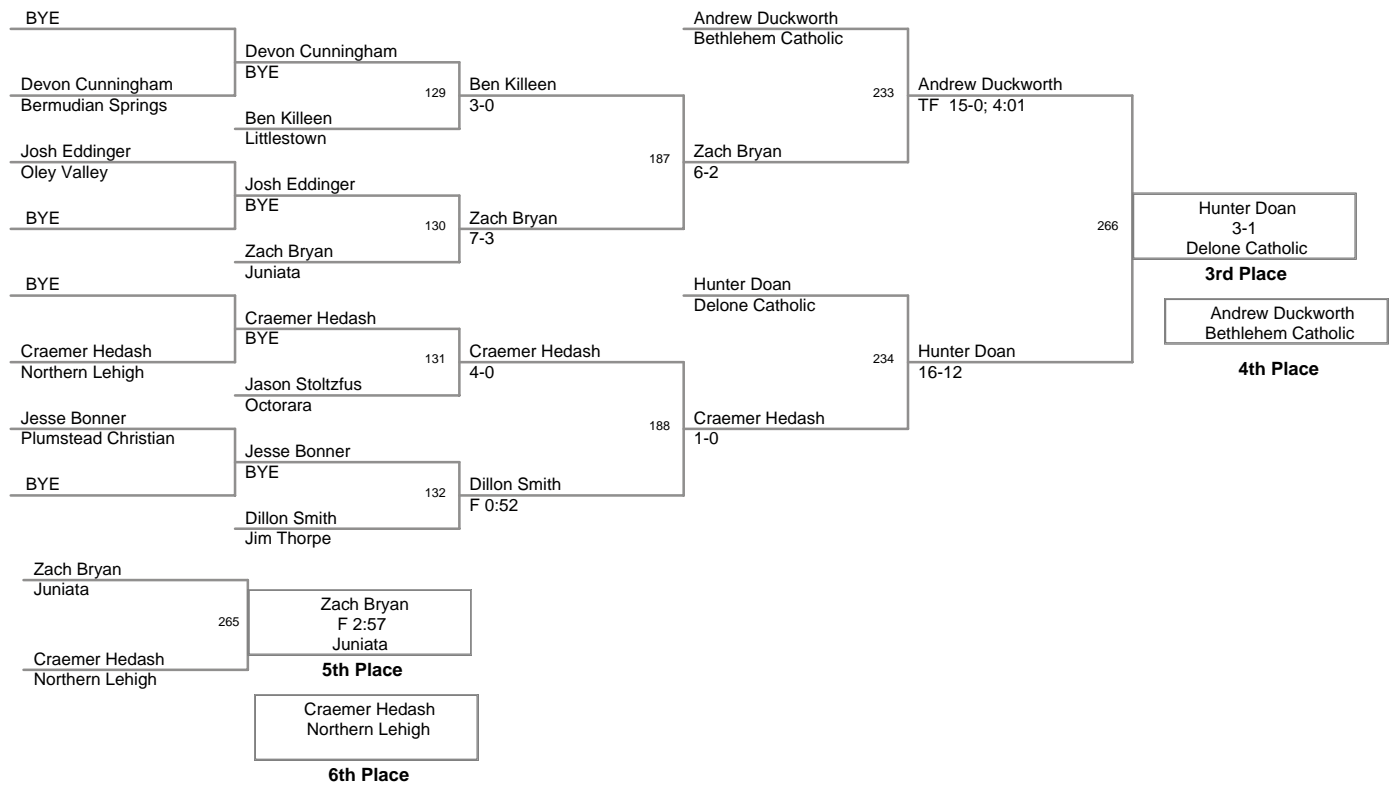 BYE
Devon Cunningham
Bermudian Springs
Josh Eddinger
Oley Valley
BYE
BYE
Craemer Hedash
Northern Lehigh
Jesse Bonner
Plumstead Christian
BYE
Devon Cunningham
BYE
129
Ben Killeen
Littlestown
Josh Eddinger
BYE
130
Zach Bryan
Juniata
Craemer Hedash
BYE
131
Jason Stoltzfus
Octorara
Jesse Bonner
BYE
132
Dillon Smith
Jim Thorpe
Ben Killeen
3-0
187
Zach Bryan
7-3
Craemer Hedash
4-0
188
Dillon Smith
F 0:52
Andrew Duckworth
Bethlehem Catholic
233
Zach Bryan
6-2
Hunter Doan
Delone Catholic
234
Craemer Hedash
1-0
Andrew Duckworth
TF 15-0; 4:01
266
Hunter Doan
16-12
Hunter Doan
3-1
Delone Catholic
3rd Place
Andrew Duckworth
Bethlehem Catholic
4th Place
Zach Bryan
Juniata
265
Craemer Hedash
Northern Lehigh
Zach Bryan
F 2:57
Juniata
5th Place
Craemer Hedash
Northern Lehigh
6th Place